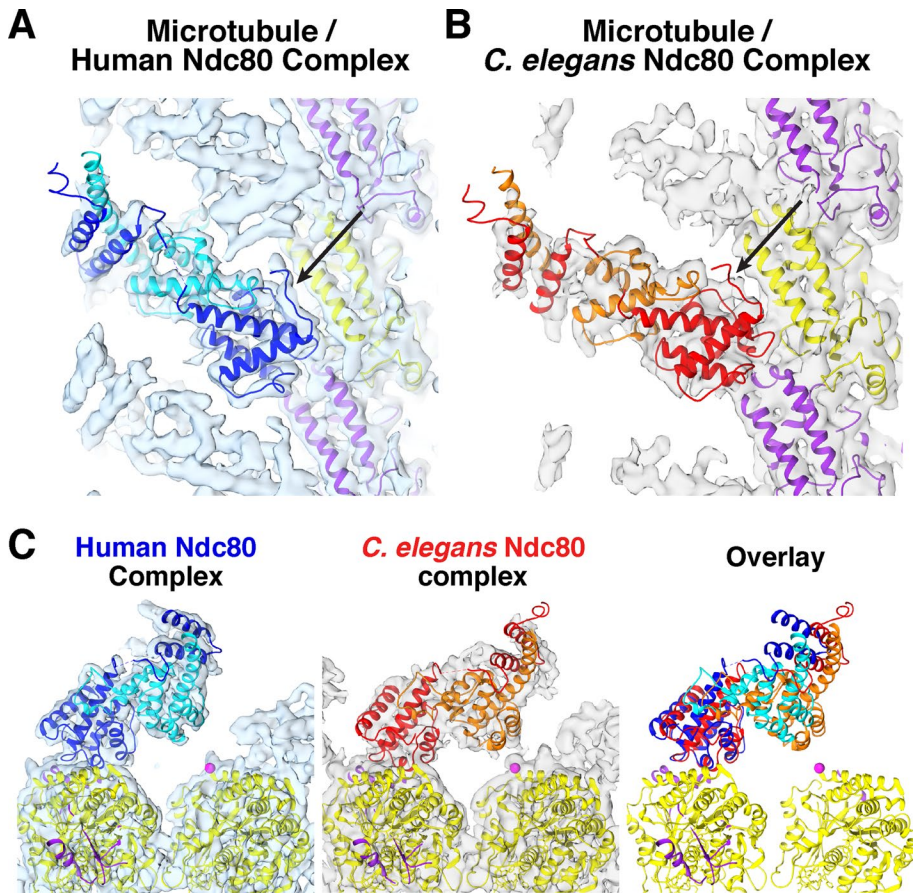 A
Microtubule /
Human Ndc80 Complex
B
Microtubule /
C. elegans Ndc80 Complex
C
Human Ndc80
Complex
C. elegans Ndc80
complex
Overlay